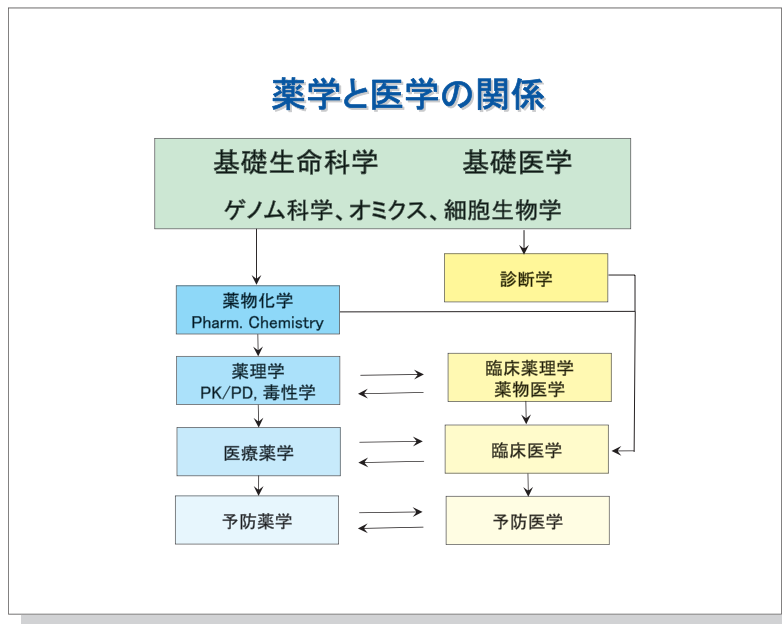 薬学と医学の関係
基礎生命科学 基礎医学
ゲノム科学、オミクス、細胞生物学
診断学
薬物化学
Pharm. Chemistry
薬理学
PK/PD, 毒性学
臨床薬理学
薬物医学
医療薬学
臨床医学
予防薬学
予防医学